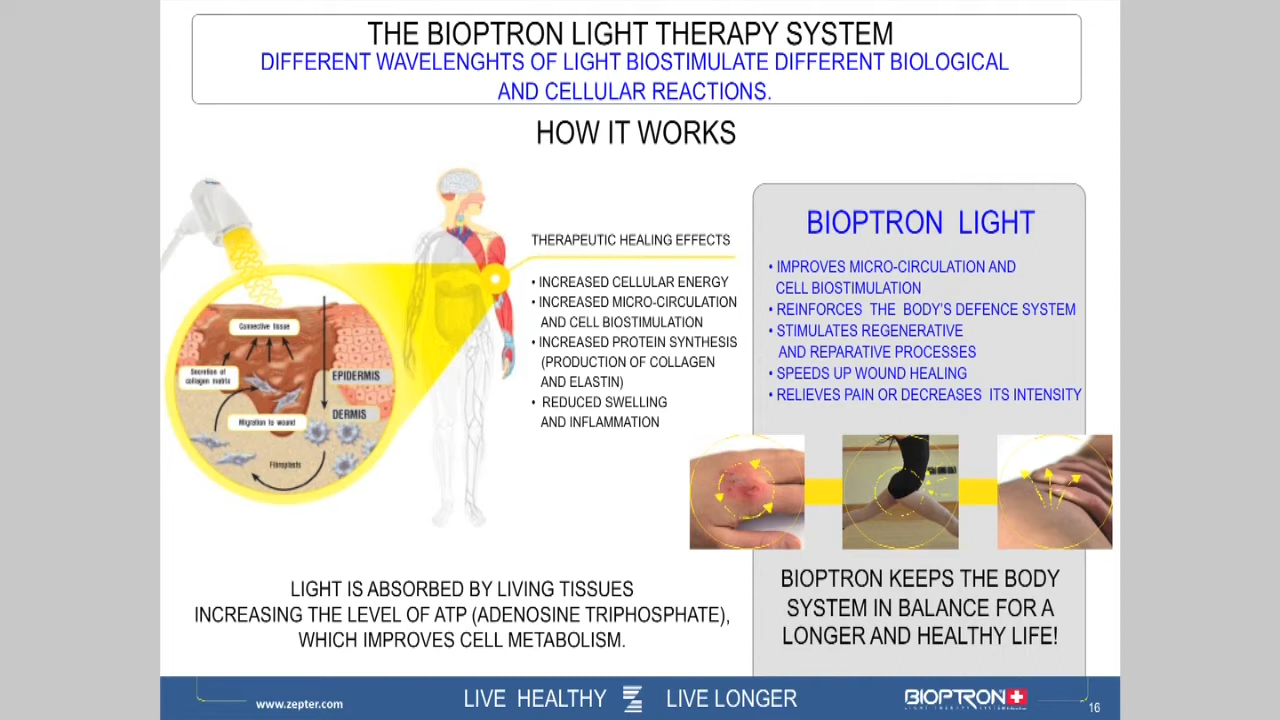 THE BIOPTRON LIGHT THERAPY SYSTEM
DIFFERENT WAVELENGHTS OF LIGHT BIOSTIMULATE DIFFERENT BIOLOGICAL
AND CELLULAR REACTIONS.
HOW IT WORKS
Connective tissue
Secretion of
collagen matrix
EPIDERMIS
DERMIS
Migration to wound
Fibroplasts
THERAPEUTIC HEALING EFFECTS
• INCREASED CELLULAR ENERGY
• INCREASED MICRO-CIRCULATION
AND CELL BIOSTIMULATION
• INCREASED PROTEIN SYNTHESIS
(PRODUCTION OF COLLAGEN
AND ELASTIN)
• REDUCED SWELLING
AND INFLAMMATION
BIOPTRON LIGHT
• IMPROVES MICRO-CIRCULATION AND
CELL BIOSTIMULATION
• REINFORCES THE BODY'S DEFENCE SYSTEM
• STIMULATES REGENERATIVE
AND REPARATIVE PROCESSES
• SPEEDS UP WOUND HEALING
• RELIEVES PAIN OR DECREASES ITS INTENSITY
LIGHT IS ABSORBED BY LIVING TISSUES
INCREASING THE LEVEL OF ATP (ADENOSINE TRIPHOSPHATE),
WHICH IMPROVES CELL METABOLISM.
BIOPTRON KEEPS THE BODY
SYSTEM IN BALANCE FOR A
LONGER AND HEALTHY LIFE!
www.zepter.com
LIVE HEALTHY
LIVE LONGER
BIOPTRON
LIGHT THERAPY SYSTEM
16